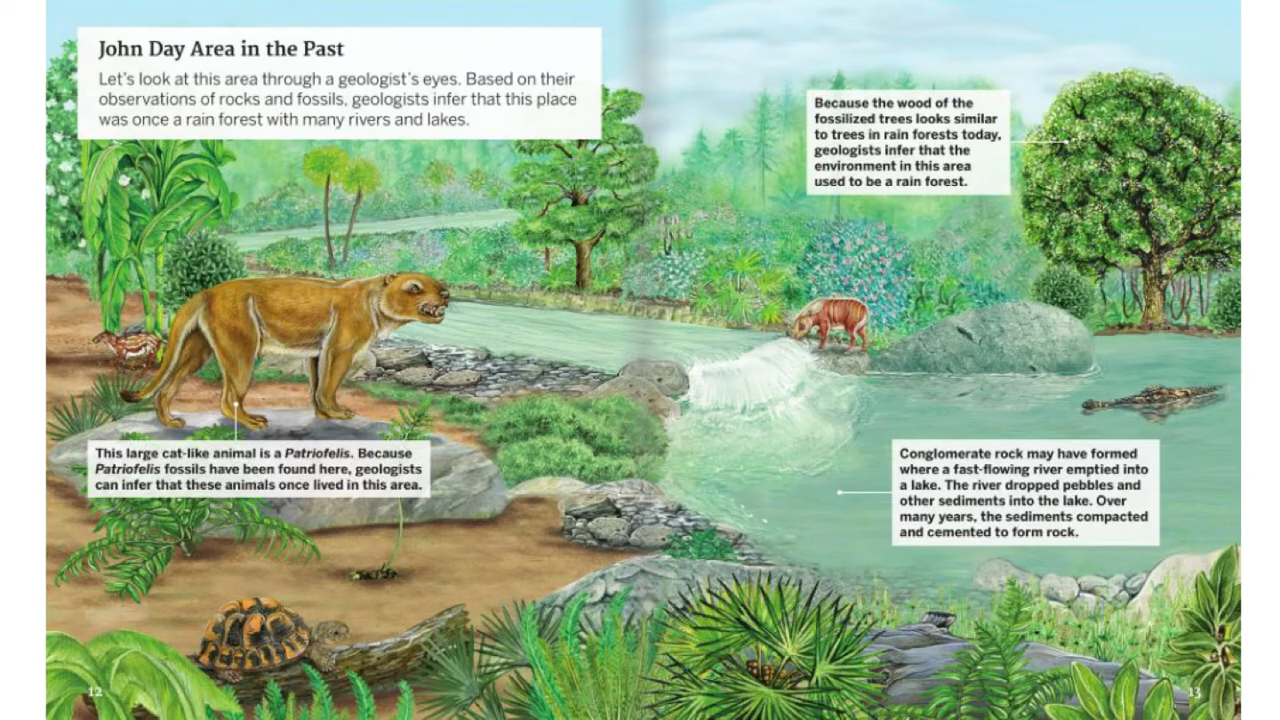 John Day Area in the Past
Let's look at this area through a geologist's eyes. Based on their
observations of rocks and fossils, geologists infer that this place
was once a rain forest with many rivers and lakes.
Because the wood of the
fossilized trees looks similar
to trees in rain forests today,
geologists infer that the
environment in this area
used to be a rain forest.
This large cat-like animal is a Patriofelis. Because
Patriofelis fossils have been found here, geologists
can infer that these animals once lived in this area.
Conglomerate rock may have formed
where a fast-flowing river emptied into
a lake. The river dropped pebbles and
other sediments into the lake. Over
many years, the sediments compacted
and cemented to form rock.
12
13